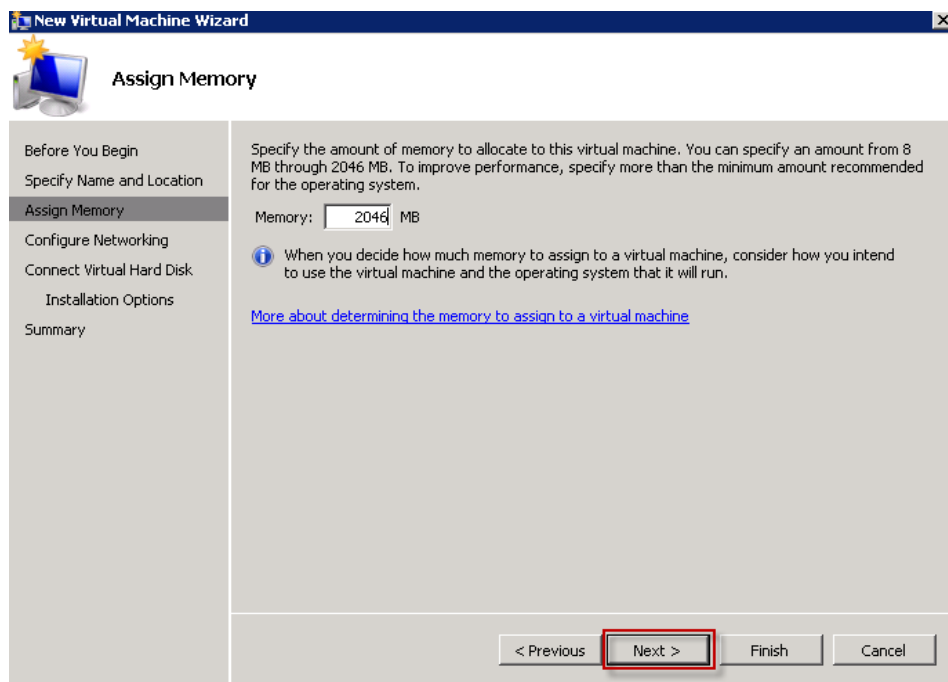 New Virtual Machine Wizard
Assign Memory
Before You Begin
Specify Name and Location
Assign Memory
Configure Networking
Connect Virtual Hard Disk
Installation Options
Summary
Specify the amount of memory to allocate to this virtual machine. You can specify an amount from 8
MB through 2046 MB. To improve performance, specify more than the minimum amount recommended
for the operating system.
Memory: 2046 MB
When you decide how much memory to assign to a virtual machine, consider how you intend
to use the virtual machine and the operating system that it will run.
More about determining the memory to assign to a virtual machine
< Previous Next > Finish Cancel